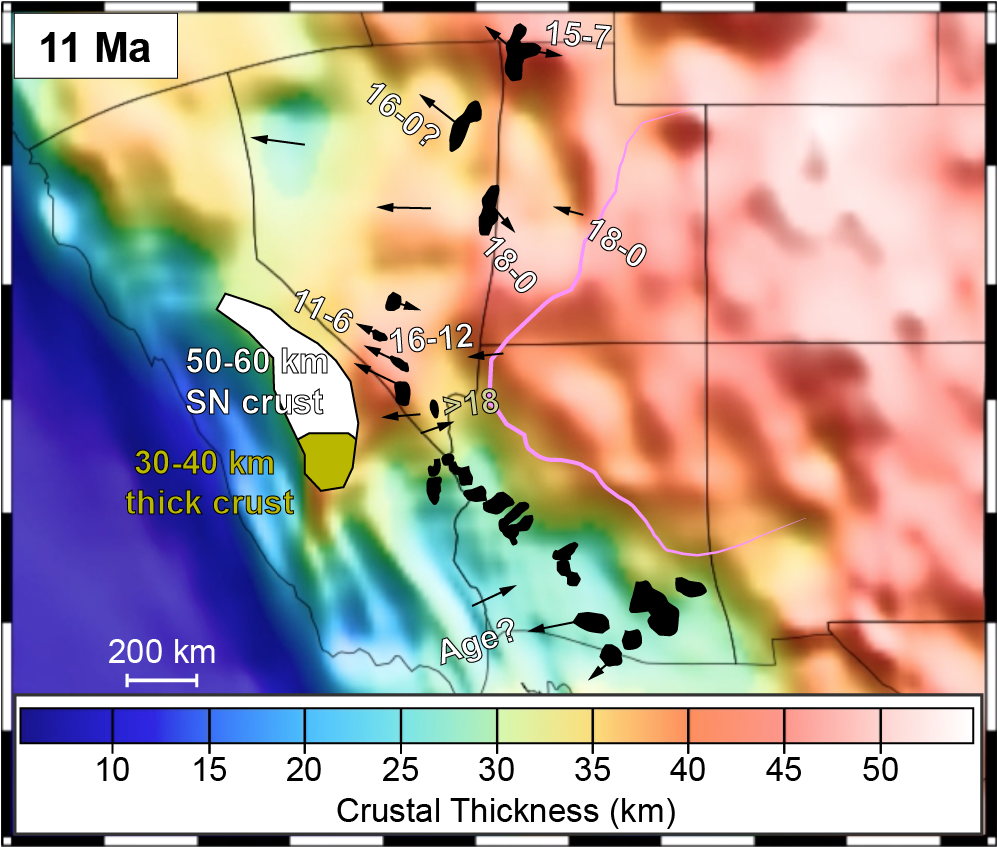 11 Ma
15-7
16-0?
18-0
18-0
11-6
16-12
50-60 km
SN crust
>18
30-40 km
thick crust
Age?
200 km
10 15 20 25 30 35 40 45 50
Crustal Thickness (km)